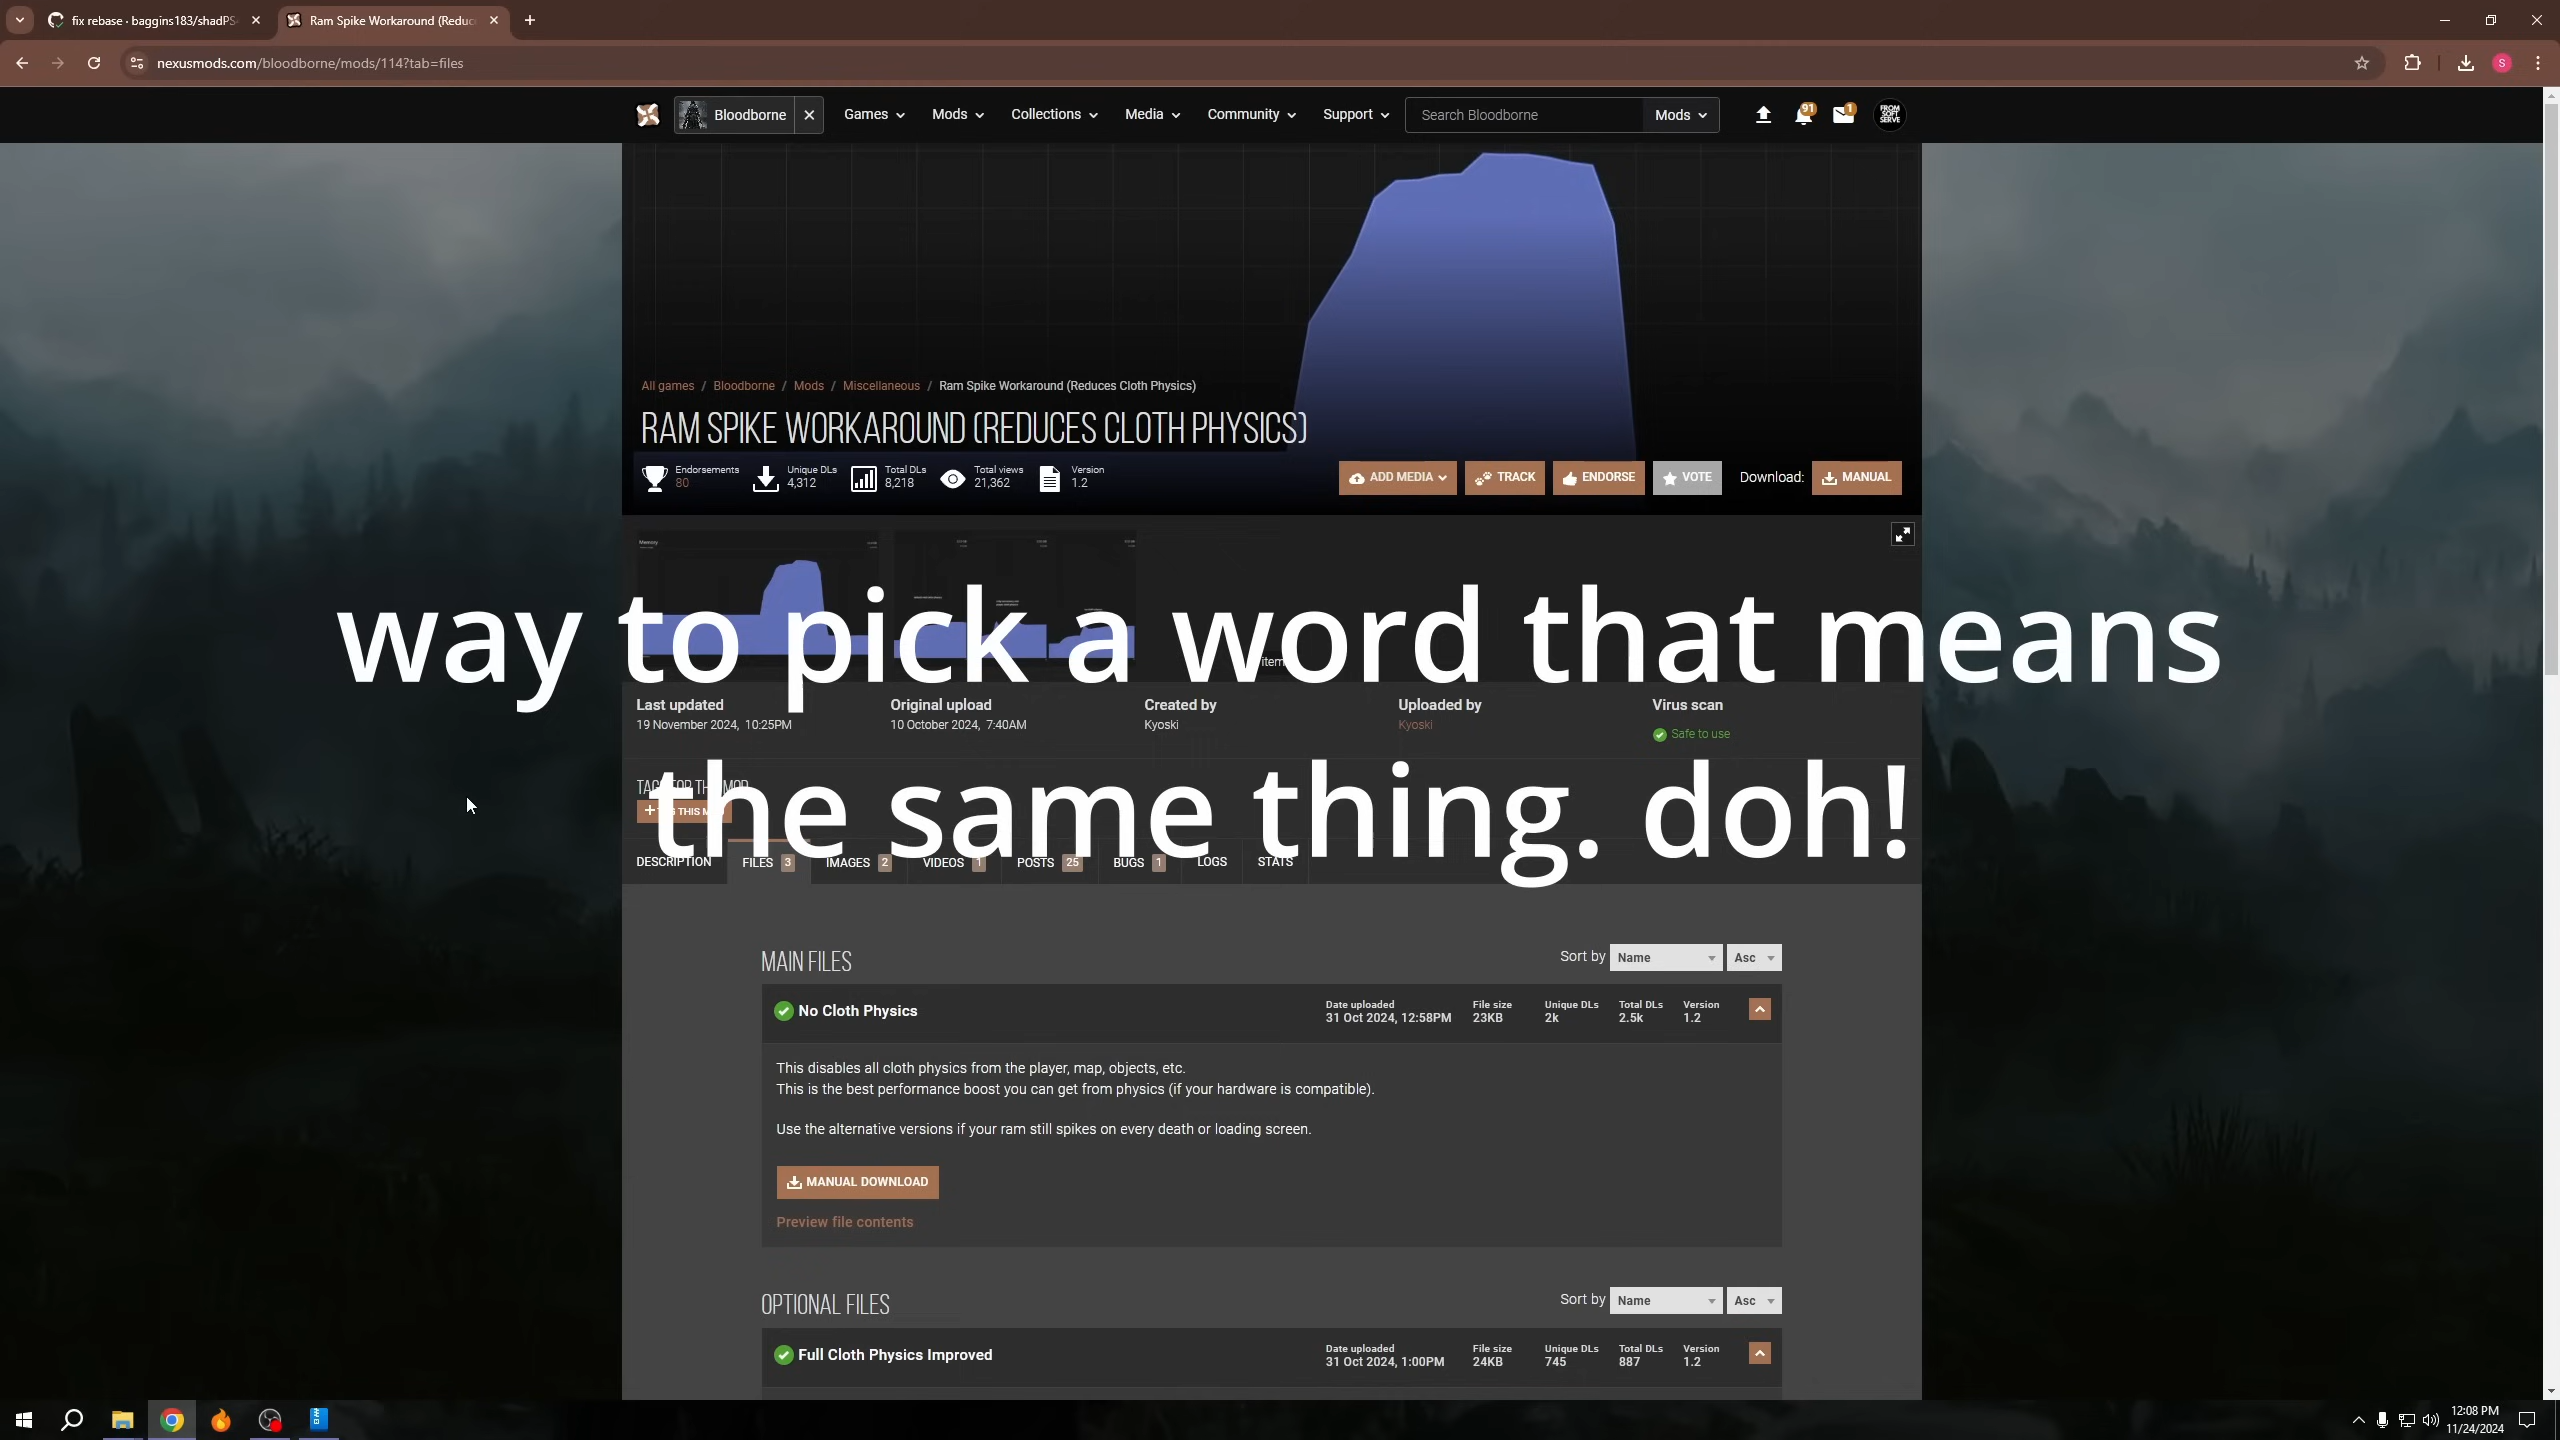 fix rebase · baggins183/shadPS
Ram Spike Workaround (Reduc
nexusmods.com/bloodborne/mods/114?tab=files
S
Bloodborne
Games
Mods
Collections
Media
Community
Support
Search Bloodborne
Mods
91
1
FROM SOFT SERVE
All games / Bloodborne / Mods / Miscellaneous / Ram Spike Workaround (Reduces Cloth Physics)
RAM SPIKE WORKAROUND (REDUCES CLOTH PHYSICS)
Endorsements
80
Unique DLs
4,312
Total DLs
8,218
Total views
21,362
Version
1.2
ADD MEDIA
TRACK
ENDORSE
VOTE
Download:
MANUAL
Memory
way to pick a word that means
the same thing. doh!
Last updated
19 November 2024, 10:25PM
Original upload
10 October 2024, 7:40AM
Created by
Kyoski
Uploaded by
Kyoski
Virus scan
Safe to use
DESCRIPTION
FILES 3
IMAGES 2
VIDEOS 1
POSTS 25
BUGS 1
LOGS
STATS
MAIN FILES
Sort by Name Asc
No Cloth Physics
Date uploaded
31 Oct 2024, 12:58PM
File size
23KB
Unique DLs
2k
Total DLs
2.5k
Version
1.2
This disables all cloth physics from the player, map, objects, etc.
This is the best performance boost you can get from physics (if your hardware is compatible).
Use the alternative versions if your ram still spikes on every death or loading screen.
MANUAL DOWNLOAD
Preview file contents
OPTIONAL FILES
Sort by Name Asc
Full Cloth Physics Improved
Date uploaded
31 Oct 2024, 1:00PM
File size
24KB
Unique DLs
745
Total DLs
887
Version
1.2
12:08 PM
11/24/2024